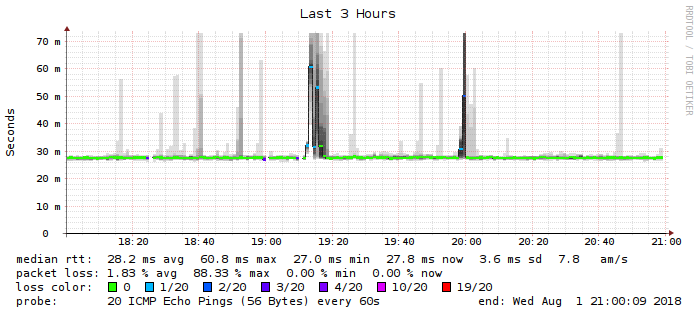 Last 3 Hours
RRDTOOL / TOBI OETIKER
Seconds
70 m
60 m
50 m
40 m
30 m
20 m
10 m
0
18:20 18:40 19:00 19:20 19:40 20:00 20:20 20:40 21:00
median rtt: 28.2 ms avg 60.8 ms max 27.0 ms min 27.8 ms now 3.6 ms sd 7.8 am/s
packet loss: 1.83 % avg 88.33 % max 0.00 % min 0.00 % now
loss color: 0 1/20 2/20 3/20 4/20 10/20 19/20
probe: 20 ICMP Echo Pings (56 Bytes) every 60s end: Wed Aug 1 21:00:09 2018